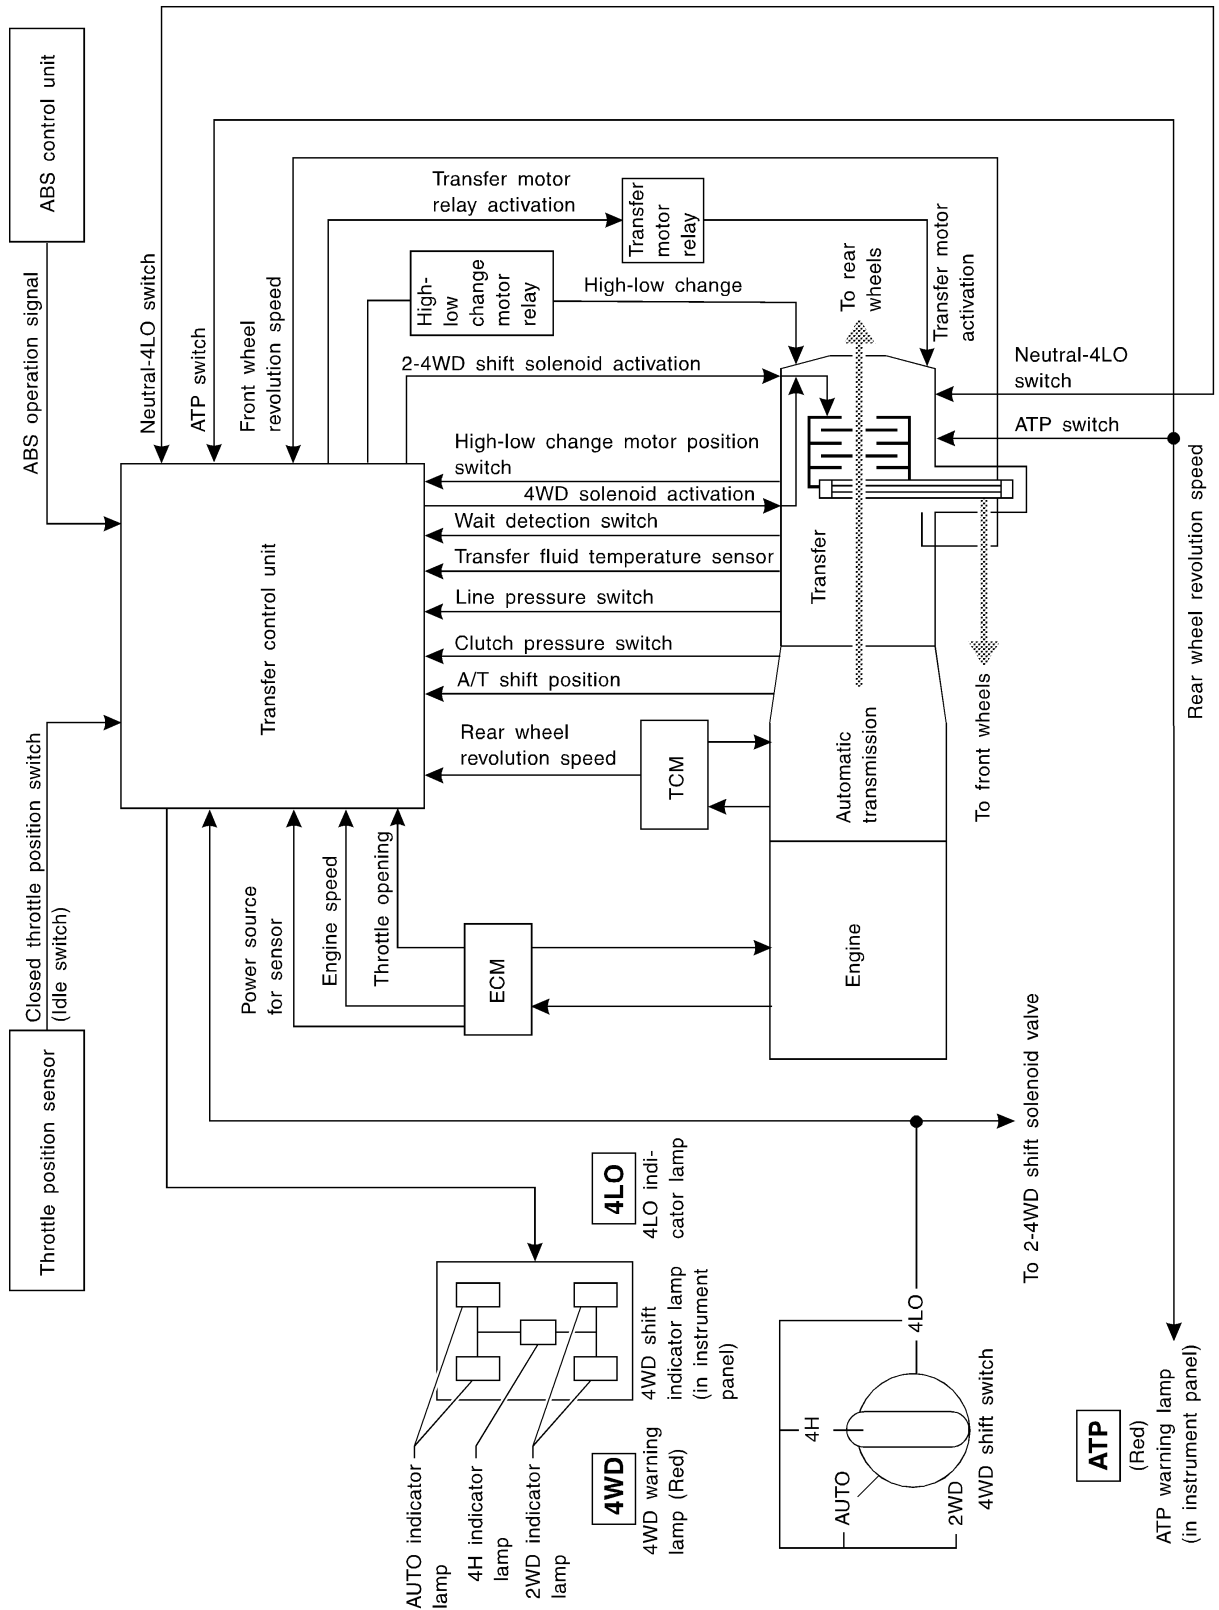 ABS control unit
ABS operation signal
Neutral-4LO switch
ATP switch
Front wheel
revolution speed
Transfer motor
relay activation
Transfer
motor
relay
High-
low
change
motor
relay
High-low change
To rear
wheels
Transfer motor
activation
2-4WD shift solenoid activation
Neutral-4LO
switch
ATP switch
High-low change motor position
switch
4WD solenoid activation
Wait detection switch
Transfer fluid temperature sensor
Line pressure switch
Clutch pressure switch
A/T shift position
Rear wheel
revolution speed
Transfer control unit
Transfer
TCM
Automatic
transmission
To front wheels
Rear wheel revolution speed
Closed throttle position switch
(Idle switch)
Throttle position sensor
Power source
for sensor
Engine speed
Throttle opening
ECM
Engine
To 2-4WD shift solenoid valve
4LO
4LO indi-
cator lamp
4WD shift
indicator lamp
(in instrument
panel)
4WD
4WD warning
lamp (Red)
AUTO indicator
lamp
4H indicator
lamp
2WD indicator
lamp
4LO
4H
AUTO
2WD
4WD shift switch
ATP
(Red)
ATP warning lamp
(in instrument panel)